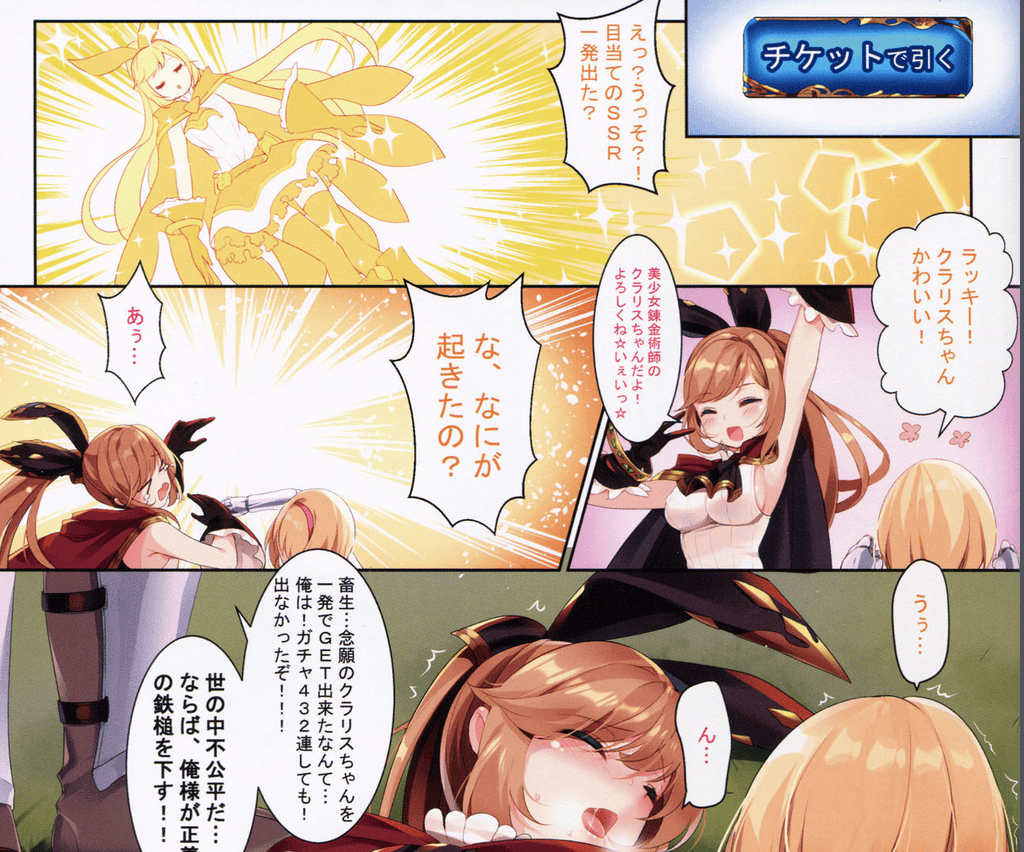 チケットで引く
えっ？うっそ？！
目当てのＳＳＲ
一発出た？
ラッキー！
クラリスちゃん
かわいい！
美少女錬金術師の
クラリスちゃんだよ！
よろしくね☆いぇいっ☆
な、なにが
起きたの？
あぅ…
うぅ…
ん…
畜生…念願のクラリスちゃんを
一発でＧＥＴ出来たなんて…
俺は！ガチャ４３２連しても！
出なかったぞ！！！
世の中不公平だ…
ならば、俺様が正義
の鉄槌を下す！！